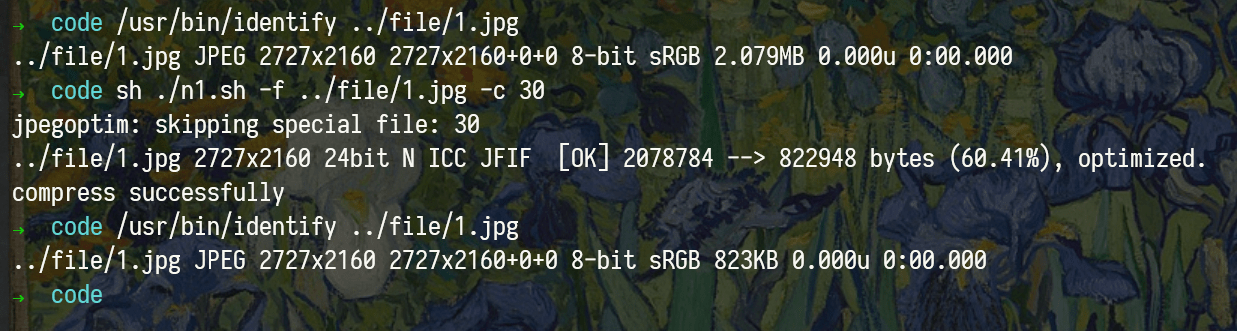 → code /usr/bin/identify ../file/1.jpg
../file/1.jpg JPEG 2727x2160 2727x2160+0+0 8-bit sRGB 2.079MB 0.000u 0:00.000
→ code sh ./n1.sh -f ../file/1.jpg -c 30
jpegoptim: skipping special file: 30
../file/1.jpg 2727x2160 24bit N ICC JFIF  [OK] 2078784 --> 822948 bytes (60.41%), optimized.
compress successfully
→ code /usr/bin/identify ../file/1.jpg
../file/1.jpg JPEG 2727x2160 2727x2160+0+0 8-bit sRGB 823KB 0.000u 0:00.000
→ code